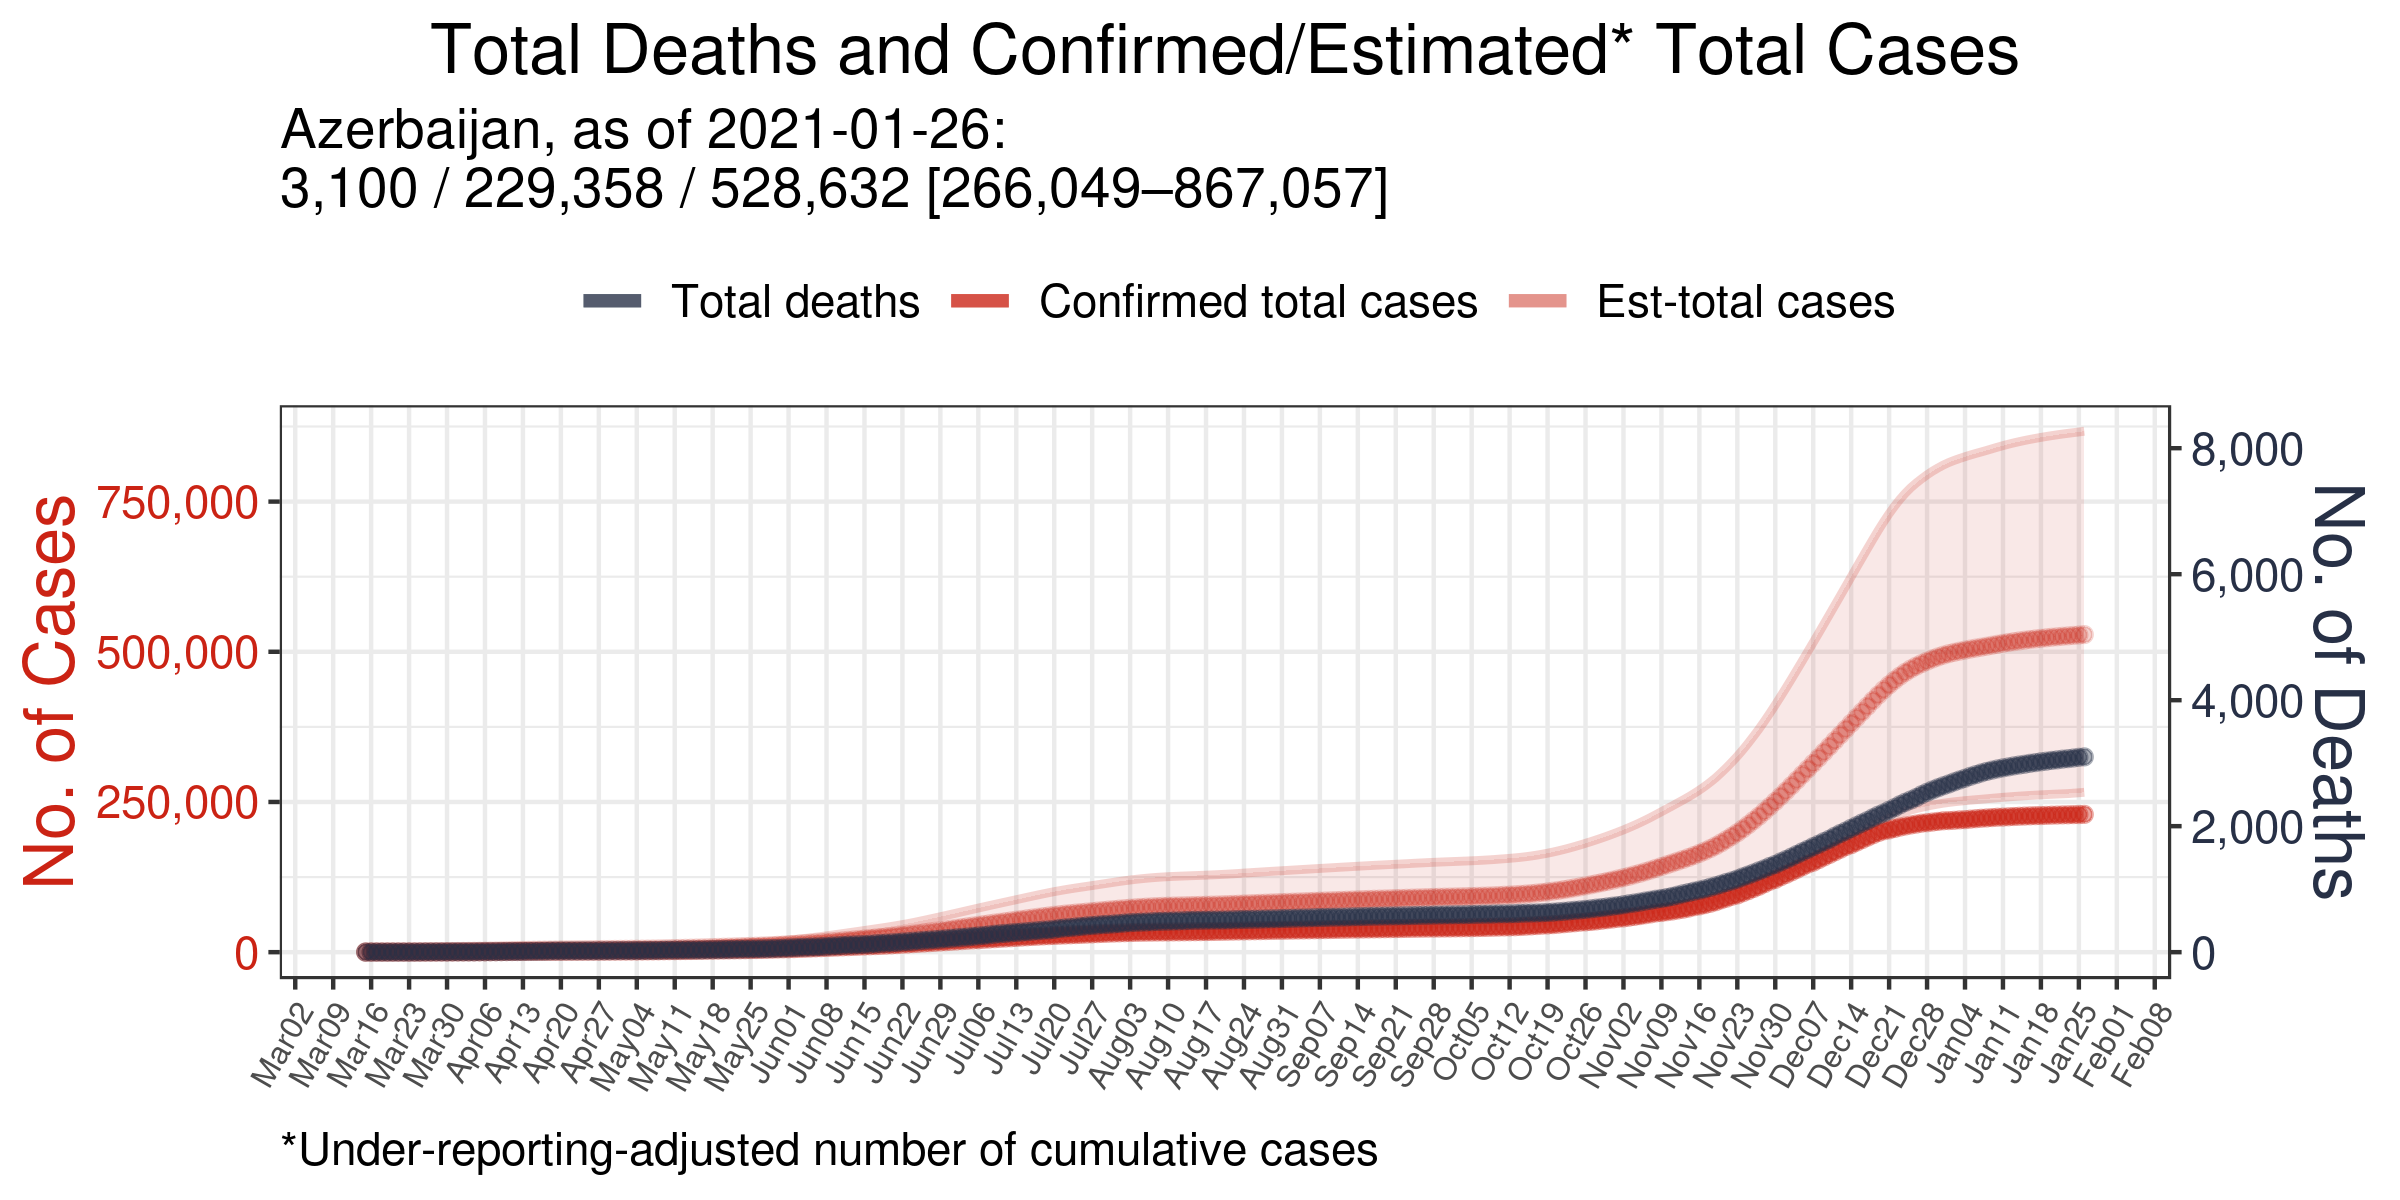 Total Deaths and Confirmed/Estimated* Total Cases
Azerbaijan, as of 2021-01-26:
3,100 / 229,358 / 528,632 [266,049–867,057]
Total deaths
Confirmed total cases
Est-total cases
No. of Cases
750,000
500,000
250,000
0
8,000
6,000
4,000
2,000
0
No. of Deaths
Mar02
Mar09
Mar16
Mar23
Mar30
Apr06
Apr13
Apr20
Apr27
May04
May11
May18
May25
Jun01
Jun08
Jun15
Jun22
Jun29
Jul06
Jul13
Jul20
Jul27
Aug03
Aug10
Aug17
Aug24
Aug31
Sep07
Sep14
Sep21
Sep28
Oct05
Oct12
Oct19
Oct26
Nov02
Nov09
Nov16
Nov23
Nov30
Dec07
Dec14
Dec21
Dec28
Jan04
Jan11
Jan18
Jan25
Feb01
Feb08
*Under-reporting-adjusted number of cumulative cases